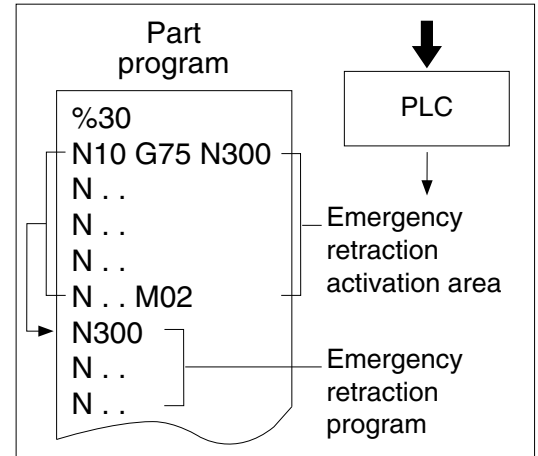 Part
program
%30
N10 G75 N300
N . .
N . .
N . .
N . . M02
N300
N . .
N . .
PLC
Emergency
retraction
activation area
Emergency
retraction
program